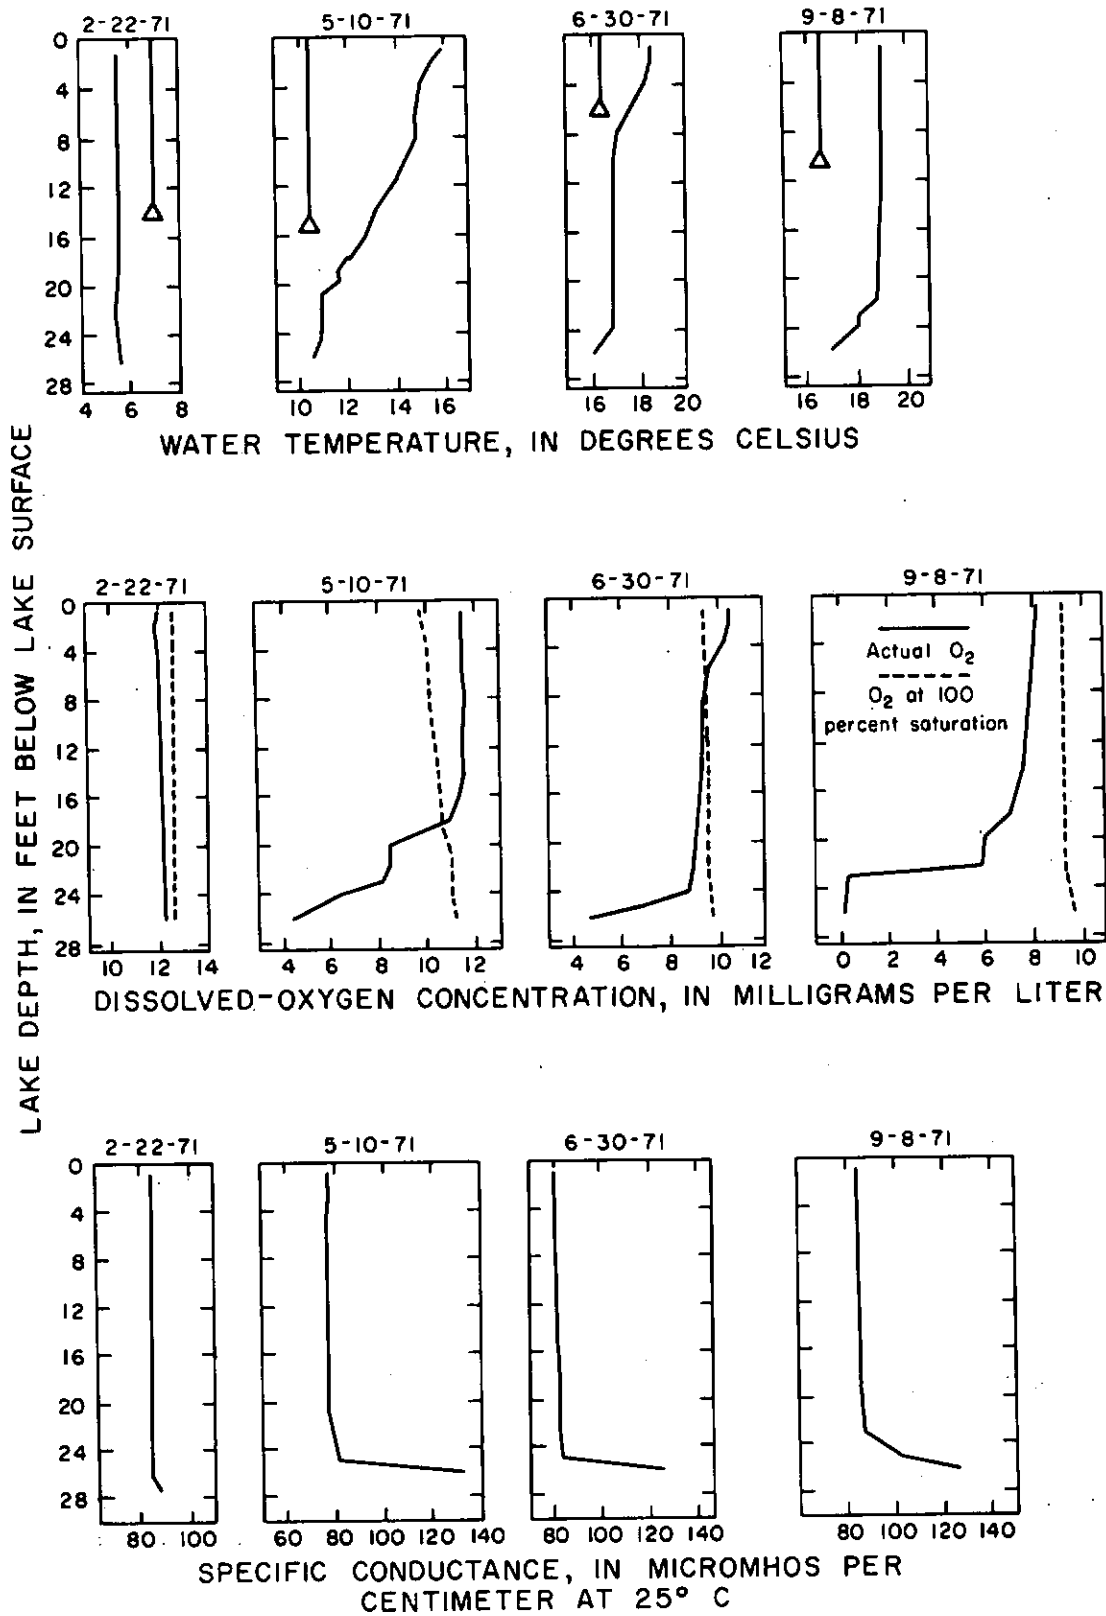 2-22-71 5-10-71 6-30-71 9-8-71
0
4
8
12
16
20
24
28
4 6 8 10 12 14 16 16 18 20 16 18 20
WATER TEMPERATURE, IN DEGREES CELSIUS
LAKE DEPTH, IN FEET BELOW LAKE SURFACE
2-22-71 5-10-71 6-30-71 9-8-71
0
4
8
12
16
20
24
28
Actual O2
O2 at 100
percent saturation
10 12 14 4 6 8 10 4 6 8 10 12 0 2 4 6 8 10
DISSOLVED-OXYGEN CONCENTRATION, IN MILLIGRAMS PER LITER
2-22-71 5-10-71 6-30-71 9-8-71
0
4
8
12
16
20
24
28
80 100 60 80 100 120 140 80 100 120 140 80 100 120 140
SPECIFIC CONDUCTANCE, IN MICROMHOS PER
CENTIMETER AT 25° C